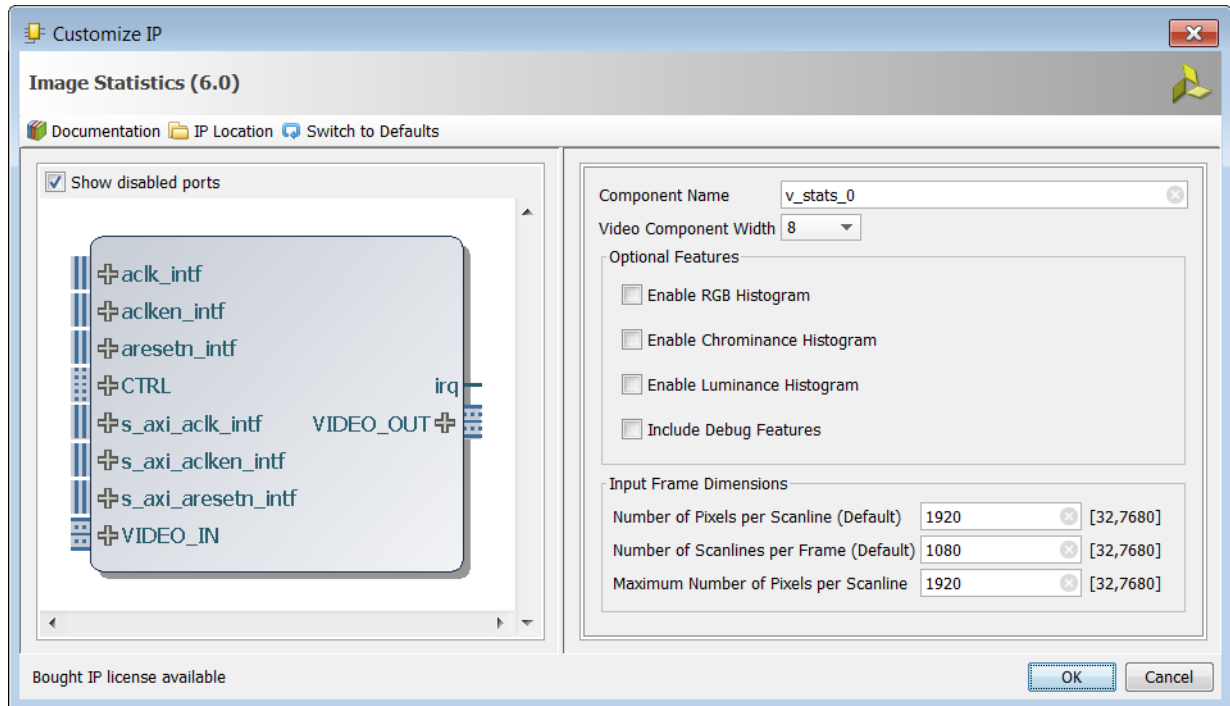 Customize IP
Image Statistics (6.0)
Documentation IP Location Switch to Defaults
Show disabled ports
aclk_intf
aclken_intf
aresetn_intf
CTRL irq
s_axi_aclk_intf VIDEO_OUT
s_axi_aclken_intf
s_axi_aresetn_intf
VIDEO_IN
Component Name v_stats_0
Video Component Width 8
Optional Features
Enable RGB Histogram
Enable Chrominance Histogram
Enable Luminance Histogram
Include Debug Features
Input Frame Dimensions
Number of Pixels per Scanline (Default) 1920 [32,7680]
Number of Scanlines per Frame (Default) 1080 [32,7680]
Maximum Number of Pixels per Scanline 1920 [32,7680]
Bought IP license available OK Cancel